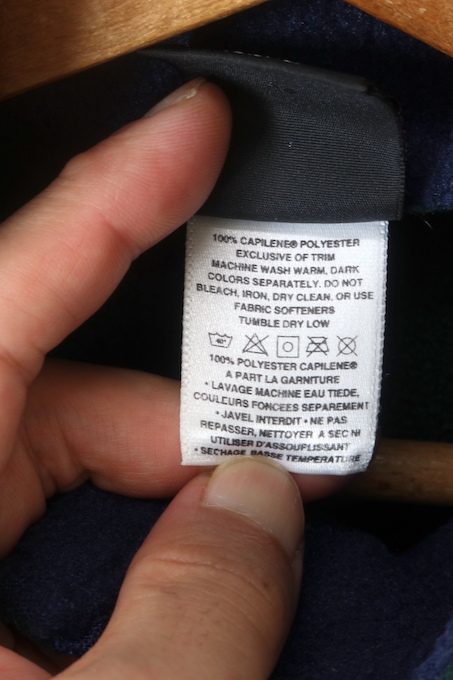 100% CAPILENE® POLYESTER
EXCLUSIVE OF TRIM
MACHINE WASH WARM, DARK
COLORS SEPARATELY. DO NOT
BLEACH, IRON, DRY CLEAN. OR USE
FABRIC SOFTENERS
TUMBLE DRY LOW
40°
100% POLYESTER CAPILENE®
A PART LA GARNITURE
• LAVAGE MACHINE EAU TIEDE,
COULEURS FONCEES SEPAREMENT
• JAVEL INTERDIT • NE PAS
REPASSER, NETTOYER A SEC NI
UTILISER D'ASSOUPLISSANT
• SECHAGE BASSE TEMPERATURE